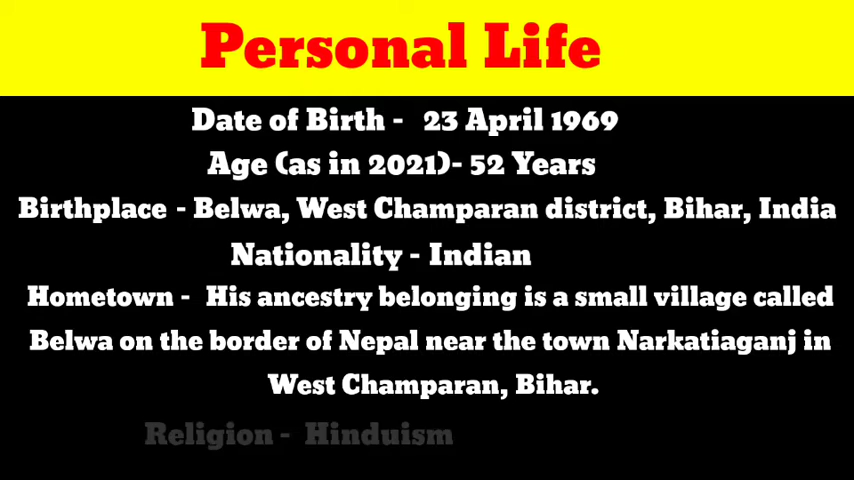 Personal Life
Date of Birth - 23 April 1969
Age (as in 2021)- 52 Years
Birthplace - Belwa, West Champaran district, Bihar, India
Nationality - Indian
Hometown - His ancestry belonging is a small village called
Belwa on the border of Nepal near the town Narkatiaganj in
West Champaran, Bihar.
Religion - Hinduism